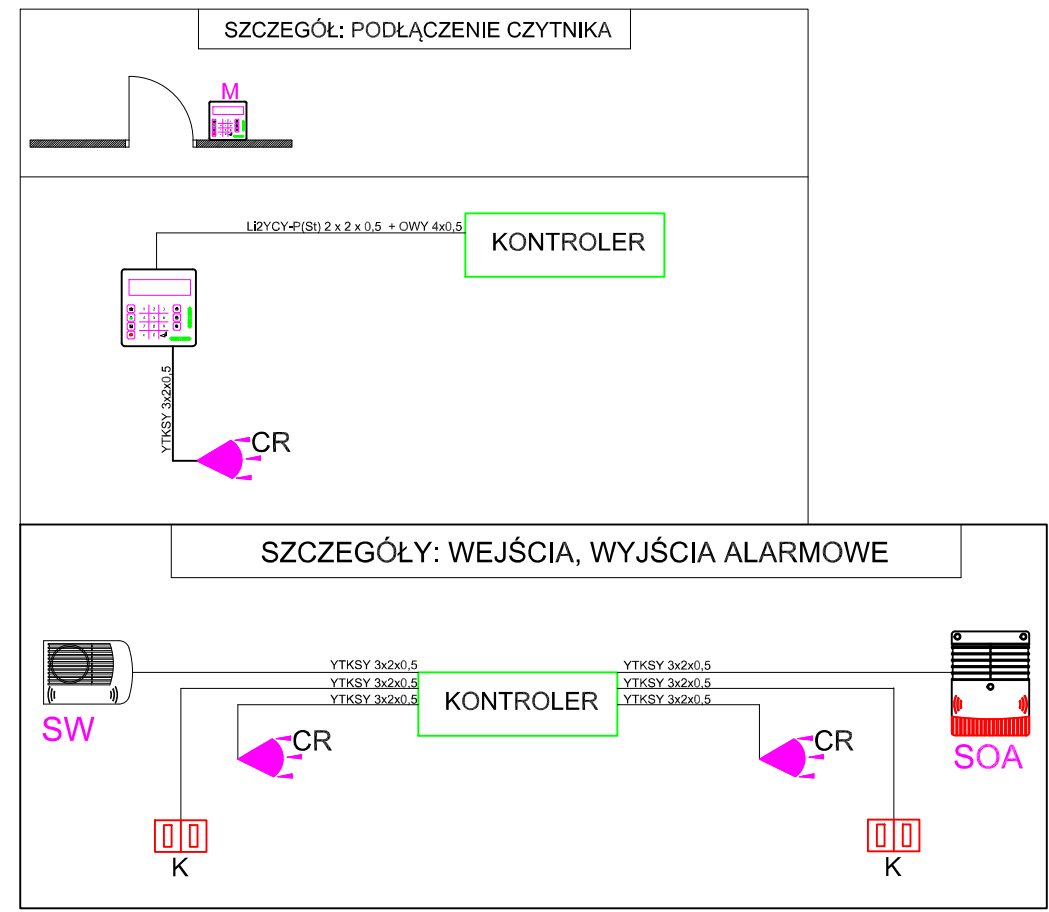 SZCZEGÓŁ: PODŁĄCZENIE CZYTNIKA
M
Li2YCY-P(St) 2 x 2 x 0,5 + OWY 4x0,5
KONTROLER
YTKSY 3x2x0,5
CR
SZCZEGÓŁY: WEJŚCIA, WYJŚCIA ALARMOWE
YTKSY 3x2x0,5
YTKSY 3x2x0,5
YTKSY 3x2x0,5
KONTROLER
YTKSY 3x2x0,5
YTKSY 3x2x0,5
YTKSY 3x2x0,5
SW
CR
CR
SOA
K
K